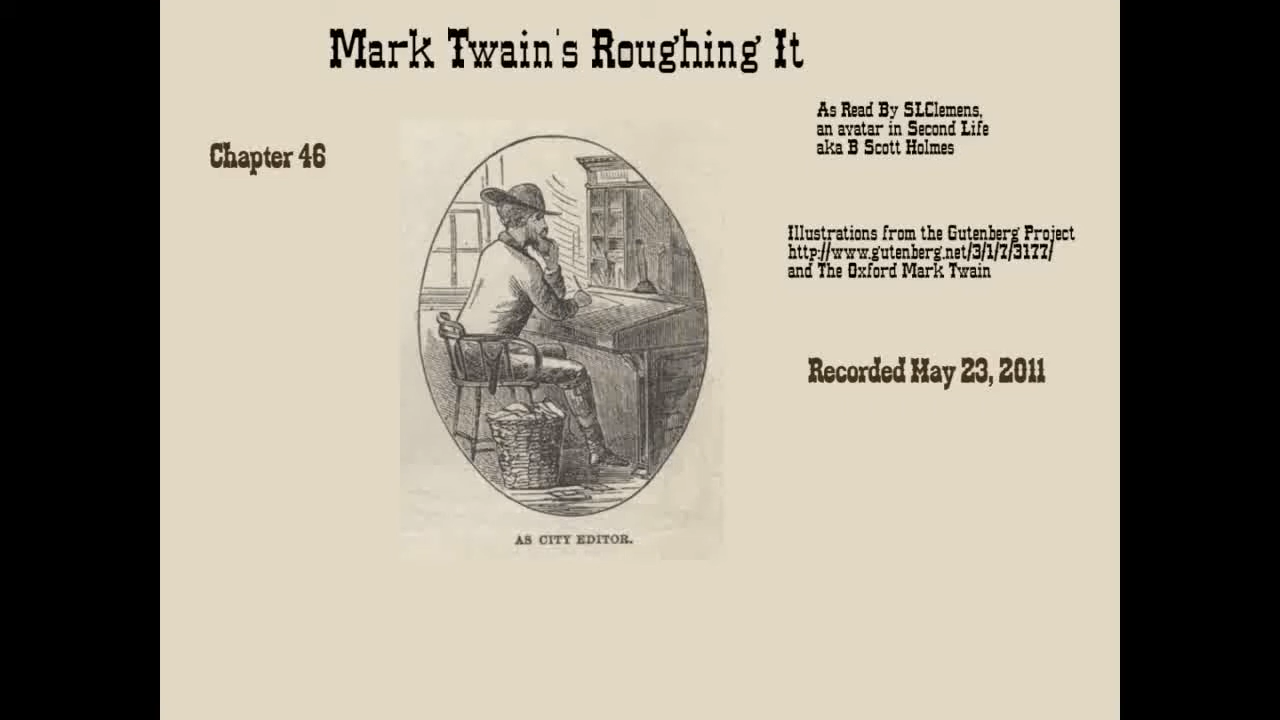 Mark Twain's Roughing It
As Read By SLClemens,
an avatar in Second Life
aka B Scott Holmes
Chapter 46
Illustrations from the Gutenberg Project
http://www.gutenberg.net/3/1/7/3177/
and The Oxford Mark Twain
Recorded May 23, 2011
AS CITY EDITOR.